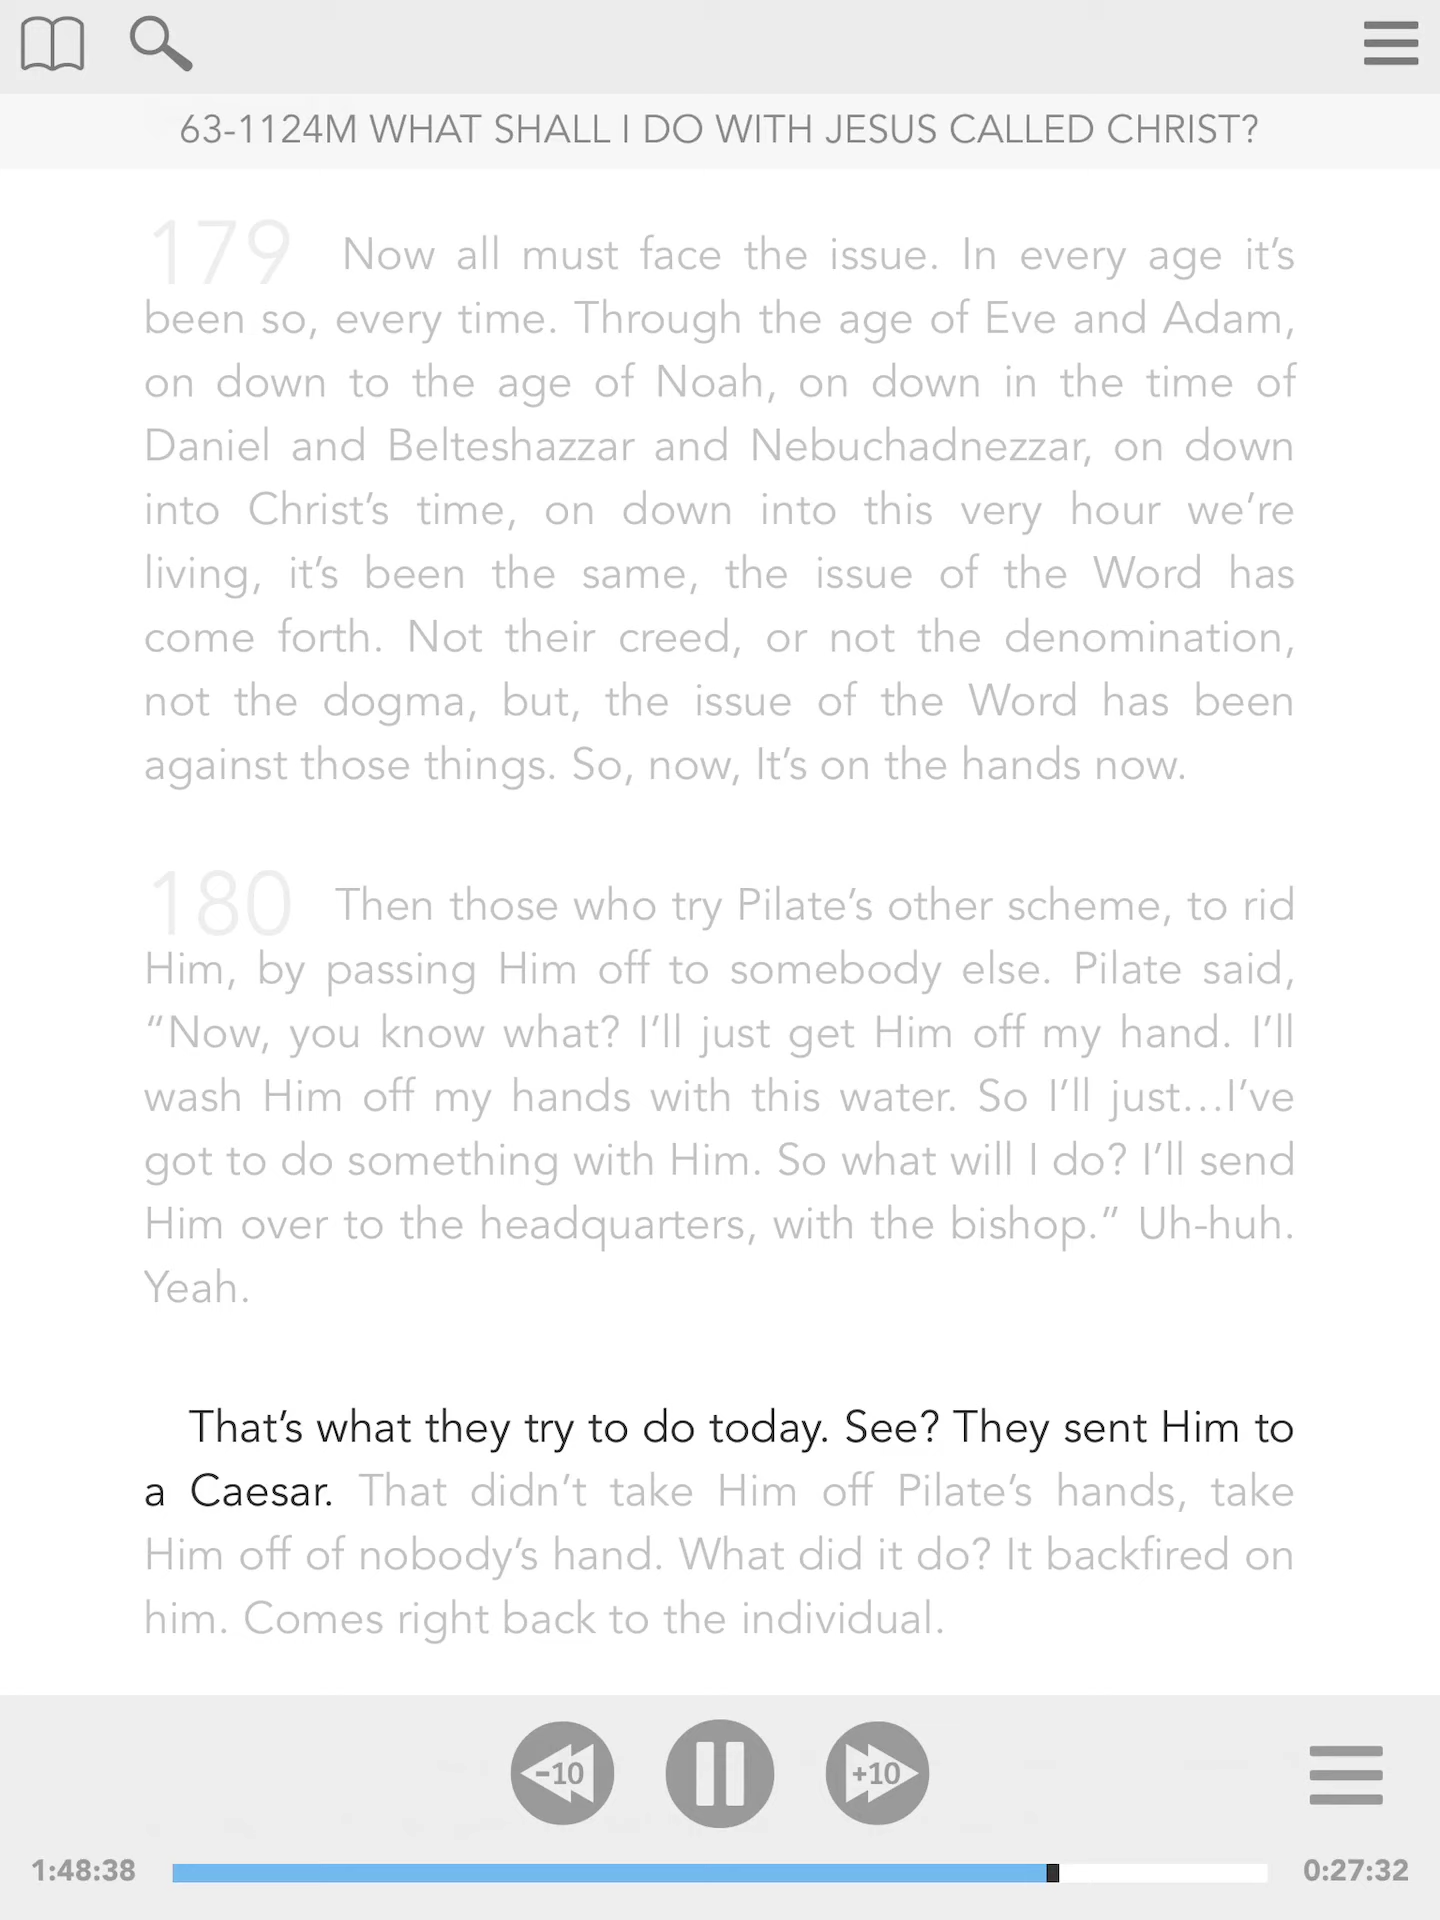 63-1124M WHAT SHALL I DO WITH JESUS CALLED CHRIST?
179 Now all must face the issue. In every age it’s
been so, every time. Through the age of Eve and Adam,
on down to the age of Noah, on down in the time of
Daniel and Belteshazzar and Nebuchadnezzar, on down
into Christ’s time, on down into this very hour we’re
living, it’s been the same, the issue of the Word has
come forth. Not their creed, or not the denomination,
not the dogma, but, the issue of the Word has been
against those things. So, now, It’s on the hands now.
180 Then those who try Pilate’s other scheme, to rid
Him, by passing Him off to somebody else. Pilate said,
“Now, you know what? I’ll just get Him off my hand. I’ll
wash Him off my hands with this water. So I’ll just…I’ve
got to do something with Him. So what will I do? I’ll send
Him over to the headquarters, with the bishop.” Uh-huh.
Yeah.
That’s what they try to do today. See? They sent Him to
a Caesar. That didn’t take Him off Pilate’s hands, take
Him off of nobody’s hand. What did it do? It backfired on
him. Comes right back to the individual.
-10 +10
1:48:38 0:27:32